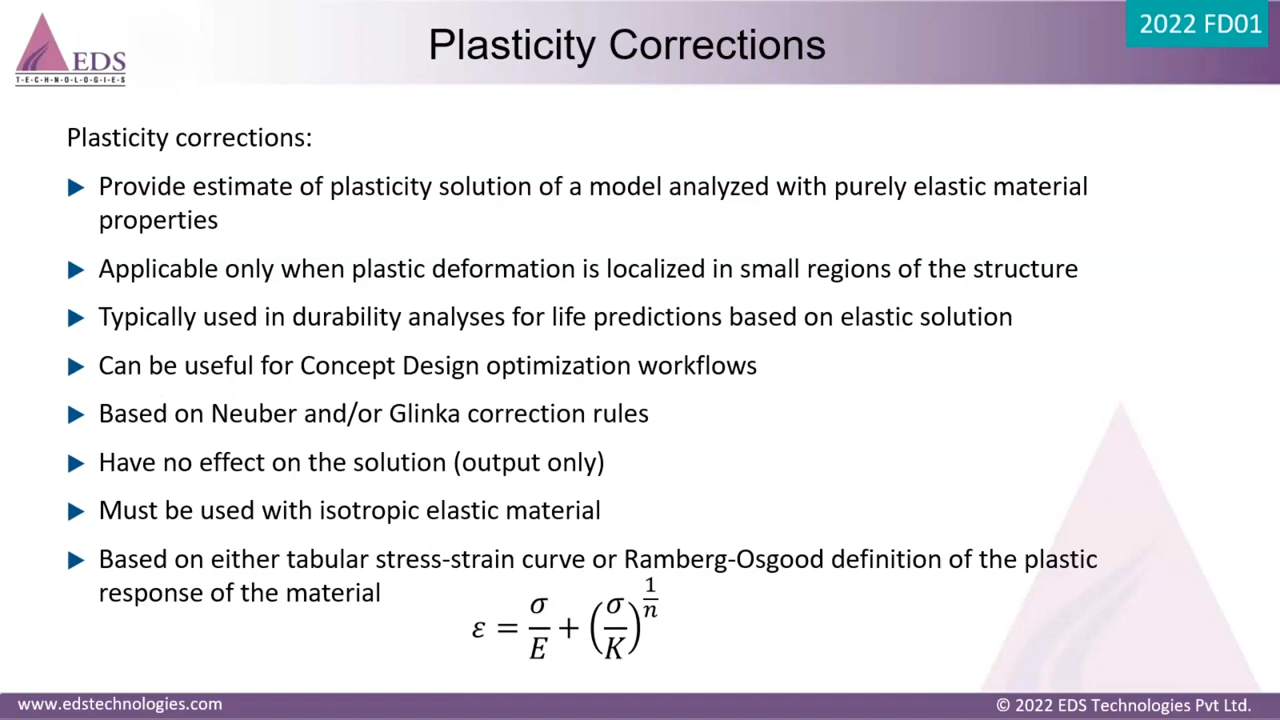 EDS
T·E·C·H·N·O·L·O·G·I·E·S
Plasticity Corrections
2022 FD01
Plasticity corrections:
Provide estimate of plasticity solution of a model analyzed with purely elastic material
properties
Applicable only when plastic deformation is localized in small regions of the structure
Typically used in durability analyses for life predictions based on elastic solution
Can be useful for Concept Design optimization workflows
Based on Neuber and/or Glinka correction rules
Have no effect on the solution (output only)
Must be used with isotropic elastic material
Based on either tabular stress-strain curve or Ramberg-Osgood definition of the plastic
response of the material
ε = σ/E + (σ/K)^(1/n)
www.edstechnologies.com
© 2022 EDS Technologies Pvt Ltd.